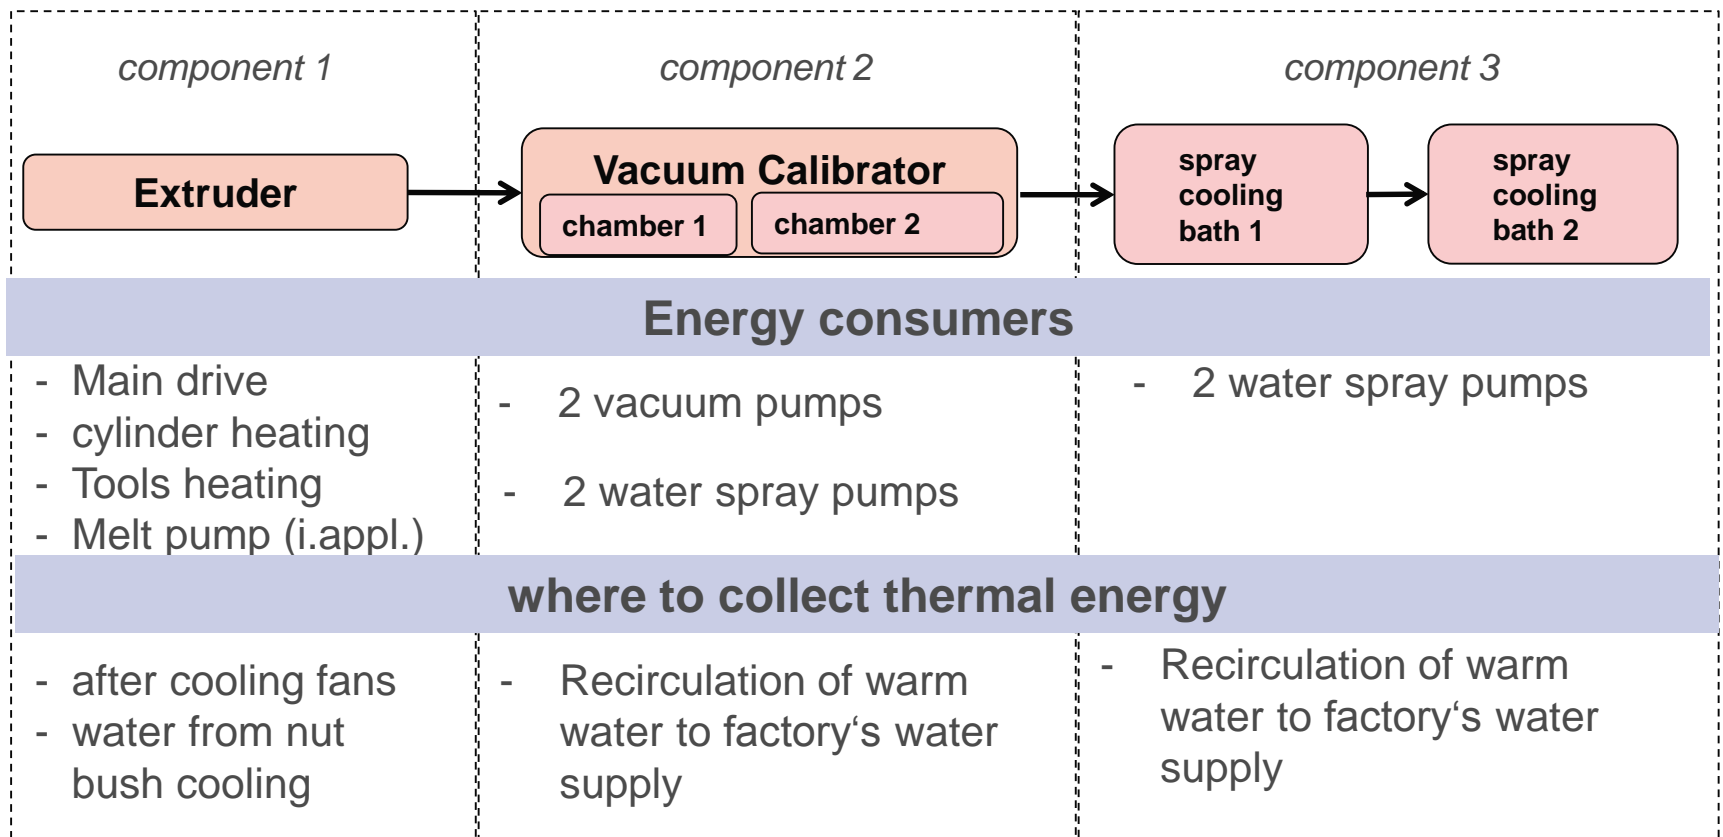 component 1
component 2
component 3
Extruder
Vacuum Calibrator
chamber 1
chamber 2
spray
cooling
bath 1
spray
cooling
bath 2
Energy consumers
- Main drive
- cylinder heating
- Tools heating
- Melt pump (i.appl.)
- 2 vacuum pumps
- 2 water spray pumps
- 2 water spray pumps
where to collect thermal energy
- after cooling fans
- water from nut
bush cooling
- Recirculation of warm
water to factory‘s water
supply
- Recirculation of warm
water to factory‘s water
supply